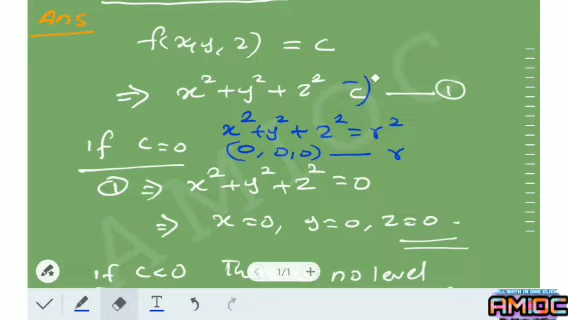 Ans
f(x,y,z) = c
⇒ x² + y² + z² = c) —— ①
x² + y² + z² = r²
(0, 0, 0) —— r
if c = 0
① ⇒ x² + y² + z² = 0
⇒ x = 0, y = 0, z = 0.
if c < 0 no level
1/1
AMIOC
AMIOC